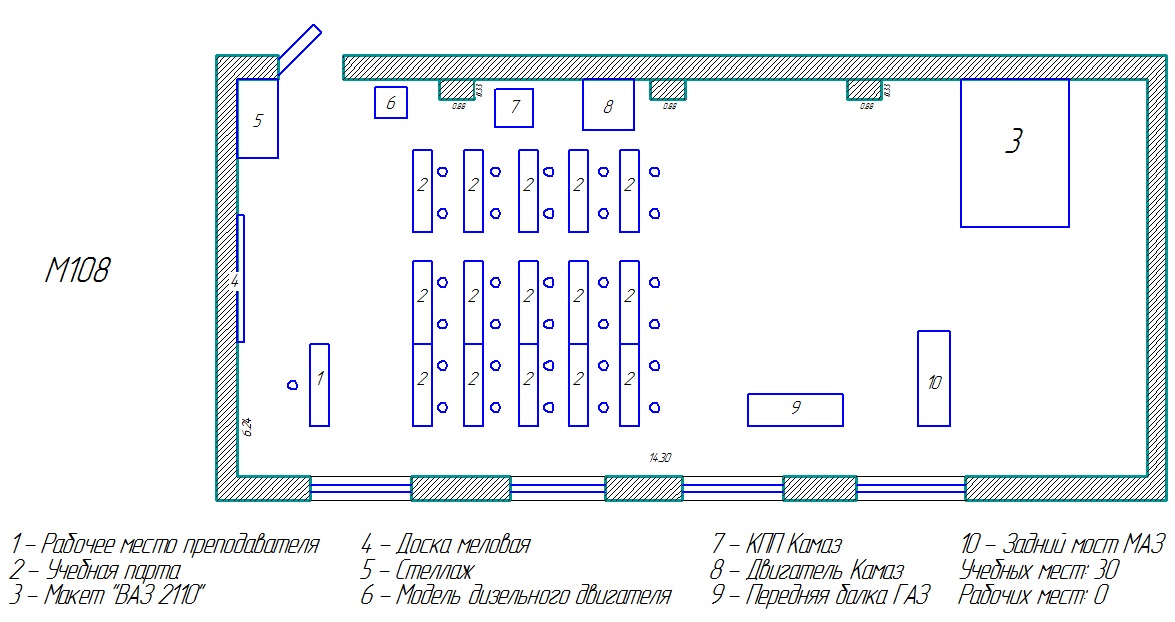 5
6
7
8
3
0.88
0.33
0.88
0.88
0.33
2 2 2 2 2
М108
4
2 2 2 2 2
1
2 2 2 2 2
9
10
6.24
14.30
1 – Рабочее место преподавателя
2 – Учебная парта
3 – Макет "ВАЗ 2110"
4 – Доска меловая
5 – Стеллаж
6 – Модель дизельного двигателя
7 – КПП Камаз
8 – Двигатель Камаз
9 – Передняя балка ГАЗ
10 – Задний мост МАЗ
Учебных мест: 30
Рабочих мест: 0